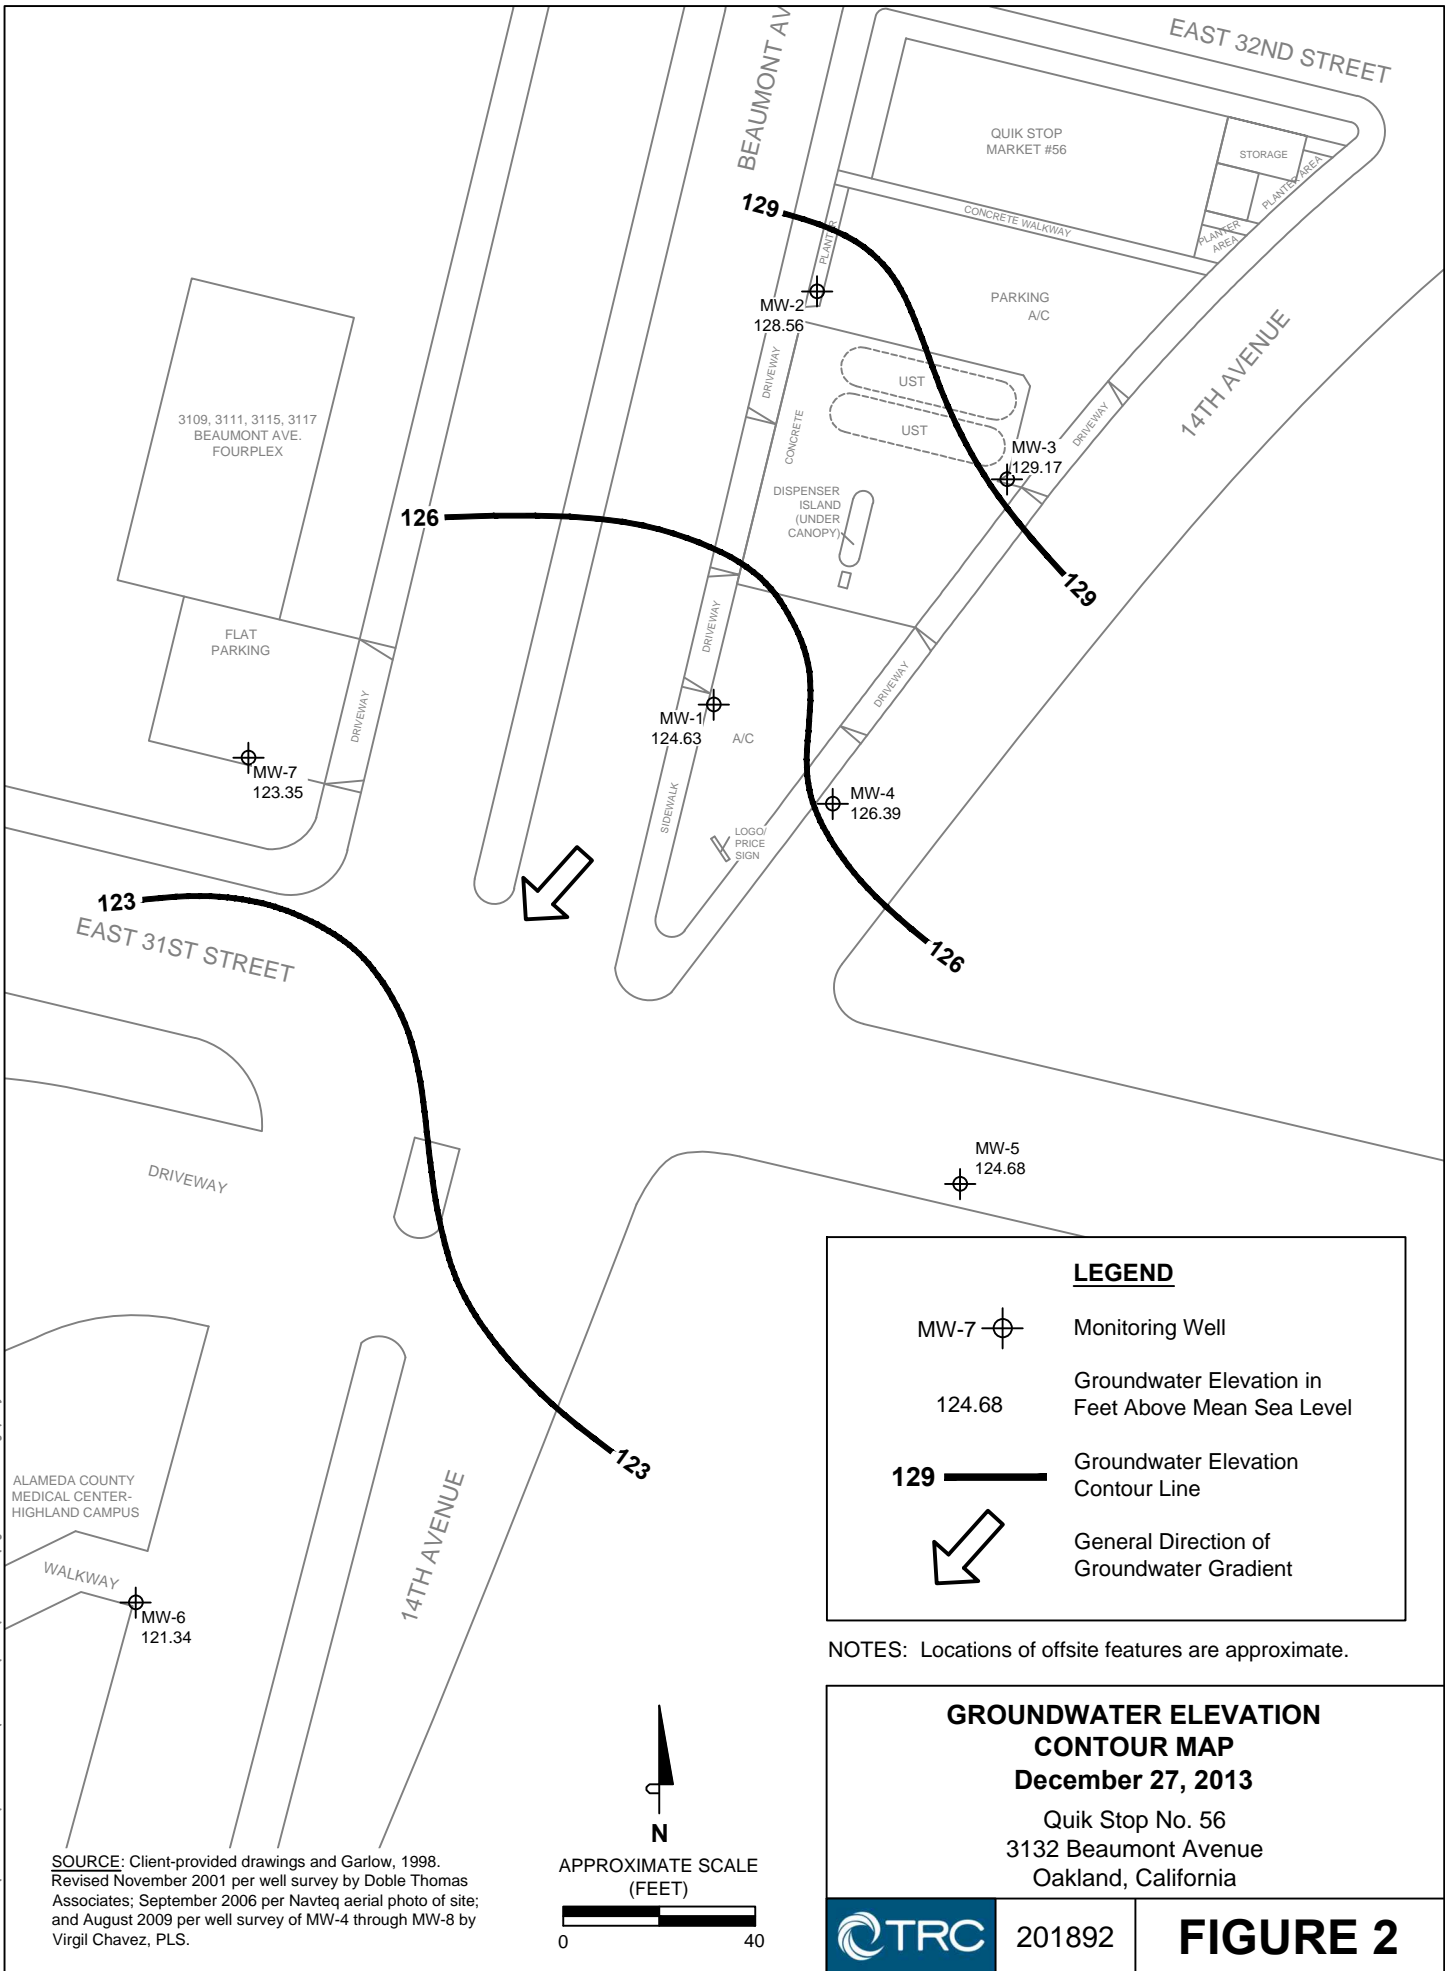 EAST 32ND STREET
BEAUMONT AV
QUIK STOP
MARKET #56
STORAGE
PLANTER AREA
PLANTER
AREA
CONCRETE WALKWAY
129
PLANTER
PARKING
A/C
MW-2
128.56
14TH AVENUE
DRIVEWAY
UST
UST
DRIVEWAY
CONCRETE
3109, 3111, 3115, 3117
BEAUMONT AVE.
FOURPLEX
MW-3
129.17
DISPENSER
ISLAND
(UNDER
CANOPY)
126
129
FLAT
PARKING
DRIVEWAY
DRIVEWAY
DRIVEWAY
MW-1
124.63
A/C
MW-7
123.35
SIDEWALK
MW-4
126.39
LOGO/
PRICE
SIGN
123
EAST 31ST STREET
126
DRIVEWAY
MW-5
124.68
LEGEND
MW-7
Monitoring Well
124.68
Groundwater Elevation in
Feet Above Mean Sea Level
129
Groundwater Elevation
Contour Line
General Direction of
Groundwater Gradient
123
ALAMEDA COUNTY
MEDICAL CENTER-
HIGHLAND CAMPUS
WALKWAY
14TH AVENUE
MW-6
121.34
NOTES: Locations of offsite features are approximate.
GROUNDWATER ELEVATION
CONTOUR MAP
December 27, 2013
Quik Stop No. 56
3132 Beaumont Avenue
Oakland, California
N
APPROXIMATE SCALE
(FEET)
0 40
SOURCE: Client-provided drawings and Garlow, 1998.
Revised November 2001 per well survey by Doble Thomas
Associates; September 2006 per Navteq aerial photo of site;
and August 2009 per well survey of MW-4 through MW-8 by
Virgil Chavez, PLS.
TRC
201892
FIGURE 2